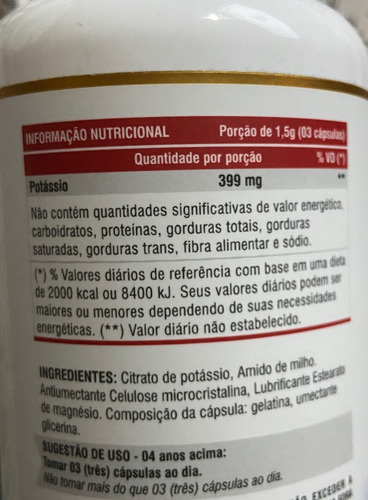 INFORMAÇÃO NUTRICIONAL Porção de 1,5g (03 cápsulas)
Quantidade por porção % VD (*)
Potássio 399 mg **
Não contém quantidades significativas de valor energético,
carboidratos, proteínas, gorduras totais, gorduras
saturadas, gorduras trans, fibra alimentar e sódio.
(*) % Valores diários de referência com base em uma dieta
de 2000 kcal ou 8400 kJ. Seus valores diários podem ser
maiores ou menores dependendo de suas necessidades
energéticas. (**) Valor diário não estabelecido.
INGREDIENTES: Citrato de potássio, Amido de milho.
Antiumectante Celulose microcristalina, Lubrificante Estearato
de magnésio. Composição da cápsula: gelatina, umectante
glicerina.
SUGESTÃO DE USO - 04 anos acima:
Tomar 03 (três) cápsulas ao dia.
Não tomar mais do que 03 (três) cápsulas ao dia.
EXCEDER A